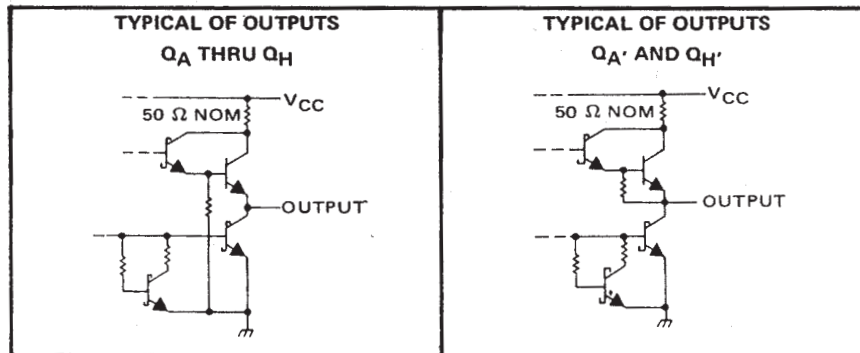 TYPICAL OF OUTPUTS
QA THRU QH
VCC
50 Ω NOM
OUTPUT
TYPICAL OF OUTPUTS
QA' AND QH'
VCC
50 Ω NOM
OUTPUT